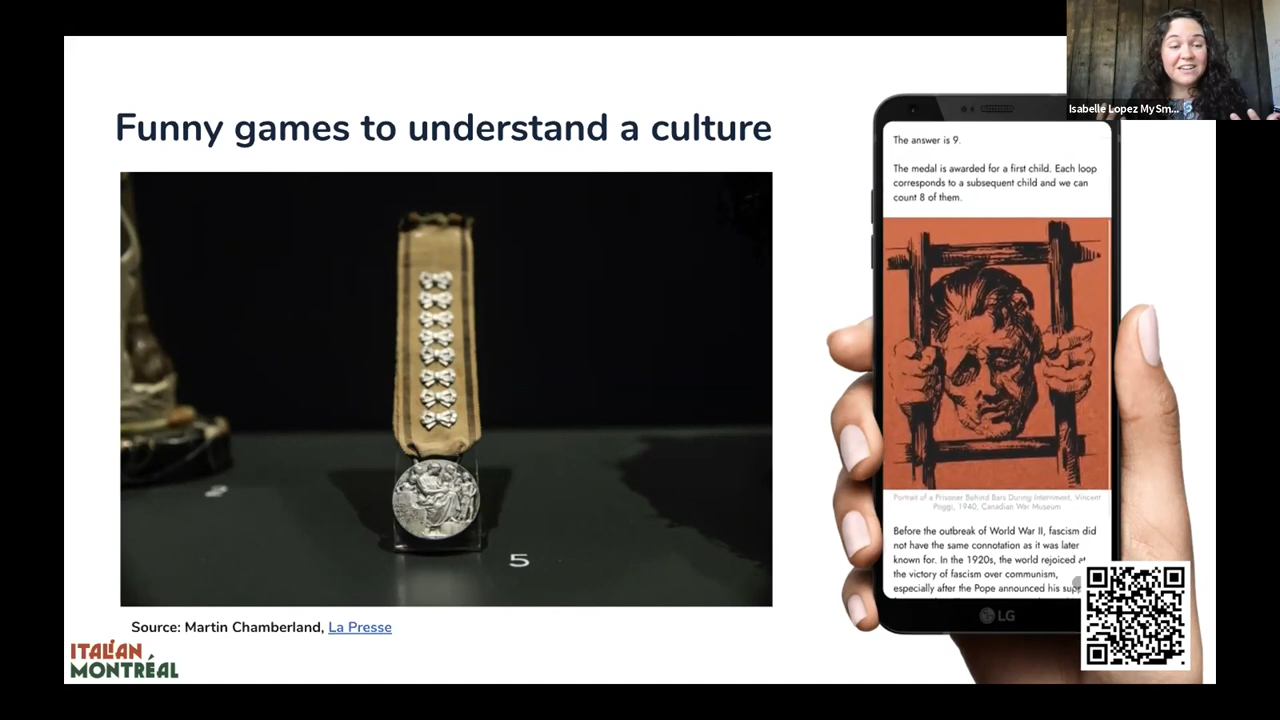 Funny games to understand a culture
5
Source: Martin Chamberland, La Presse
ITALIAN
MONTRÉAL
Isabelle Lopez MySm...
The answer is 9.
The medal is awarded for a first child. Each loop
corresponds to a subsequent child and we can
count 8 of them.
Portrait of a Prisoner Behind Bars During Internment, Vincent
Poggi, 1940, Canadian War Museum
Before the outbreak of World War II, fascism did
not have the same connotation as it was later
known for. In the 1920s, the world rejoiced at
the victory of fascism over communism,
especially after the Pope announced his supp
LG